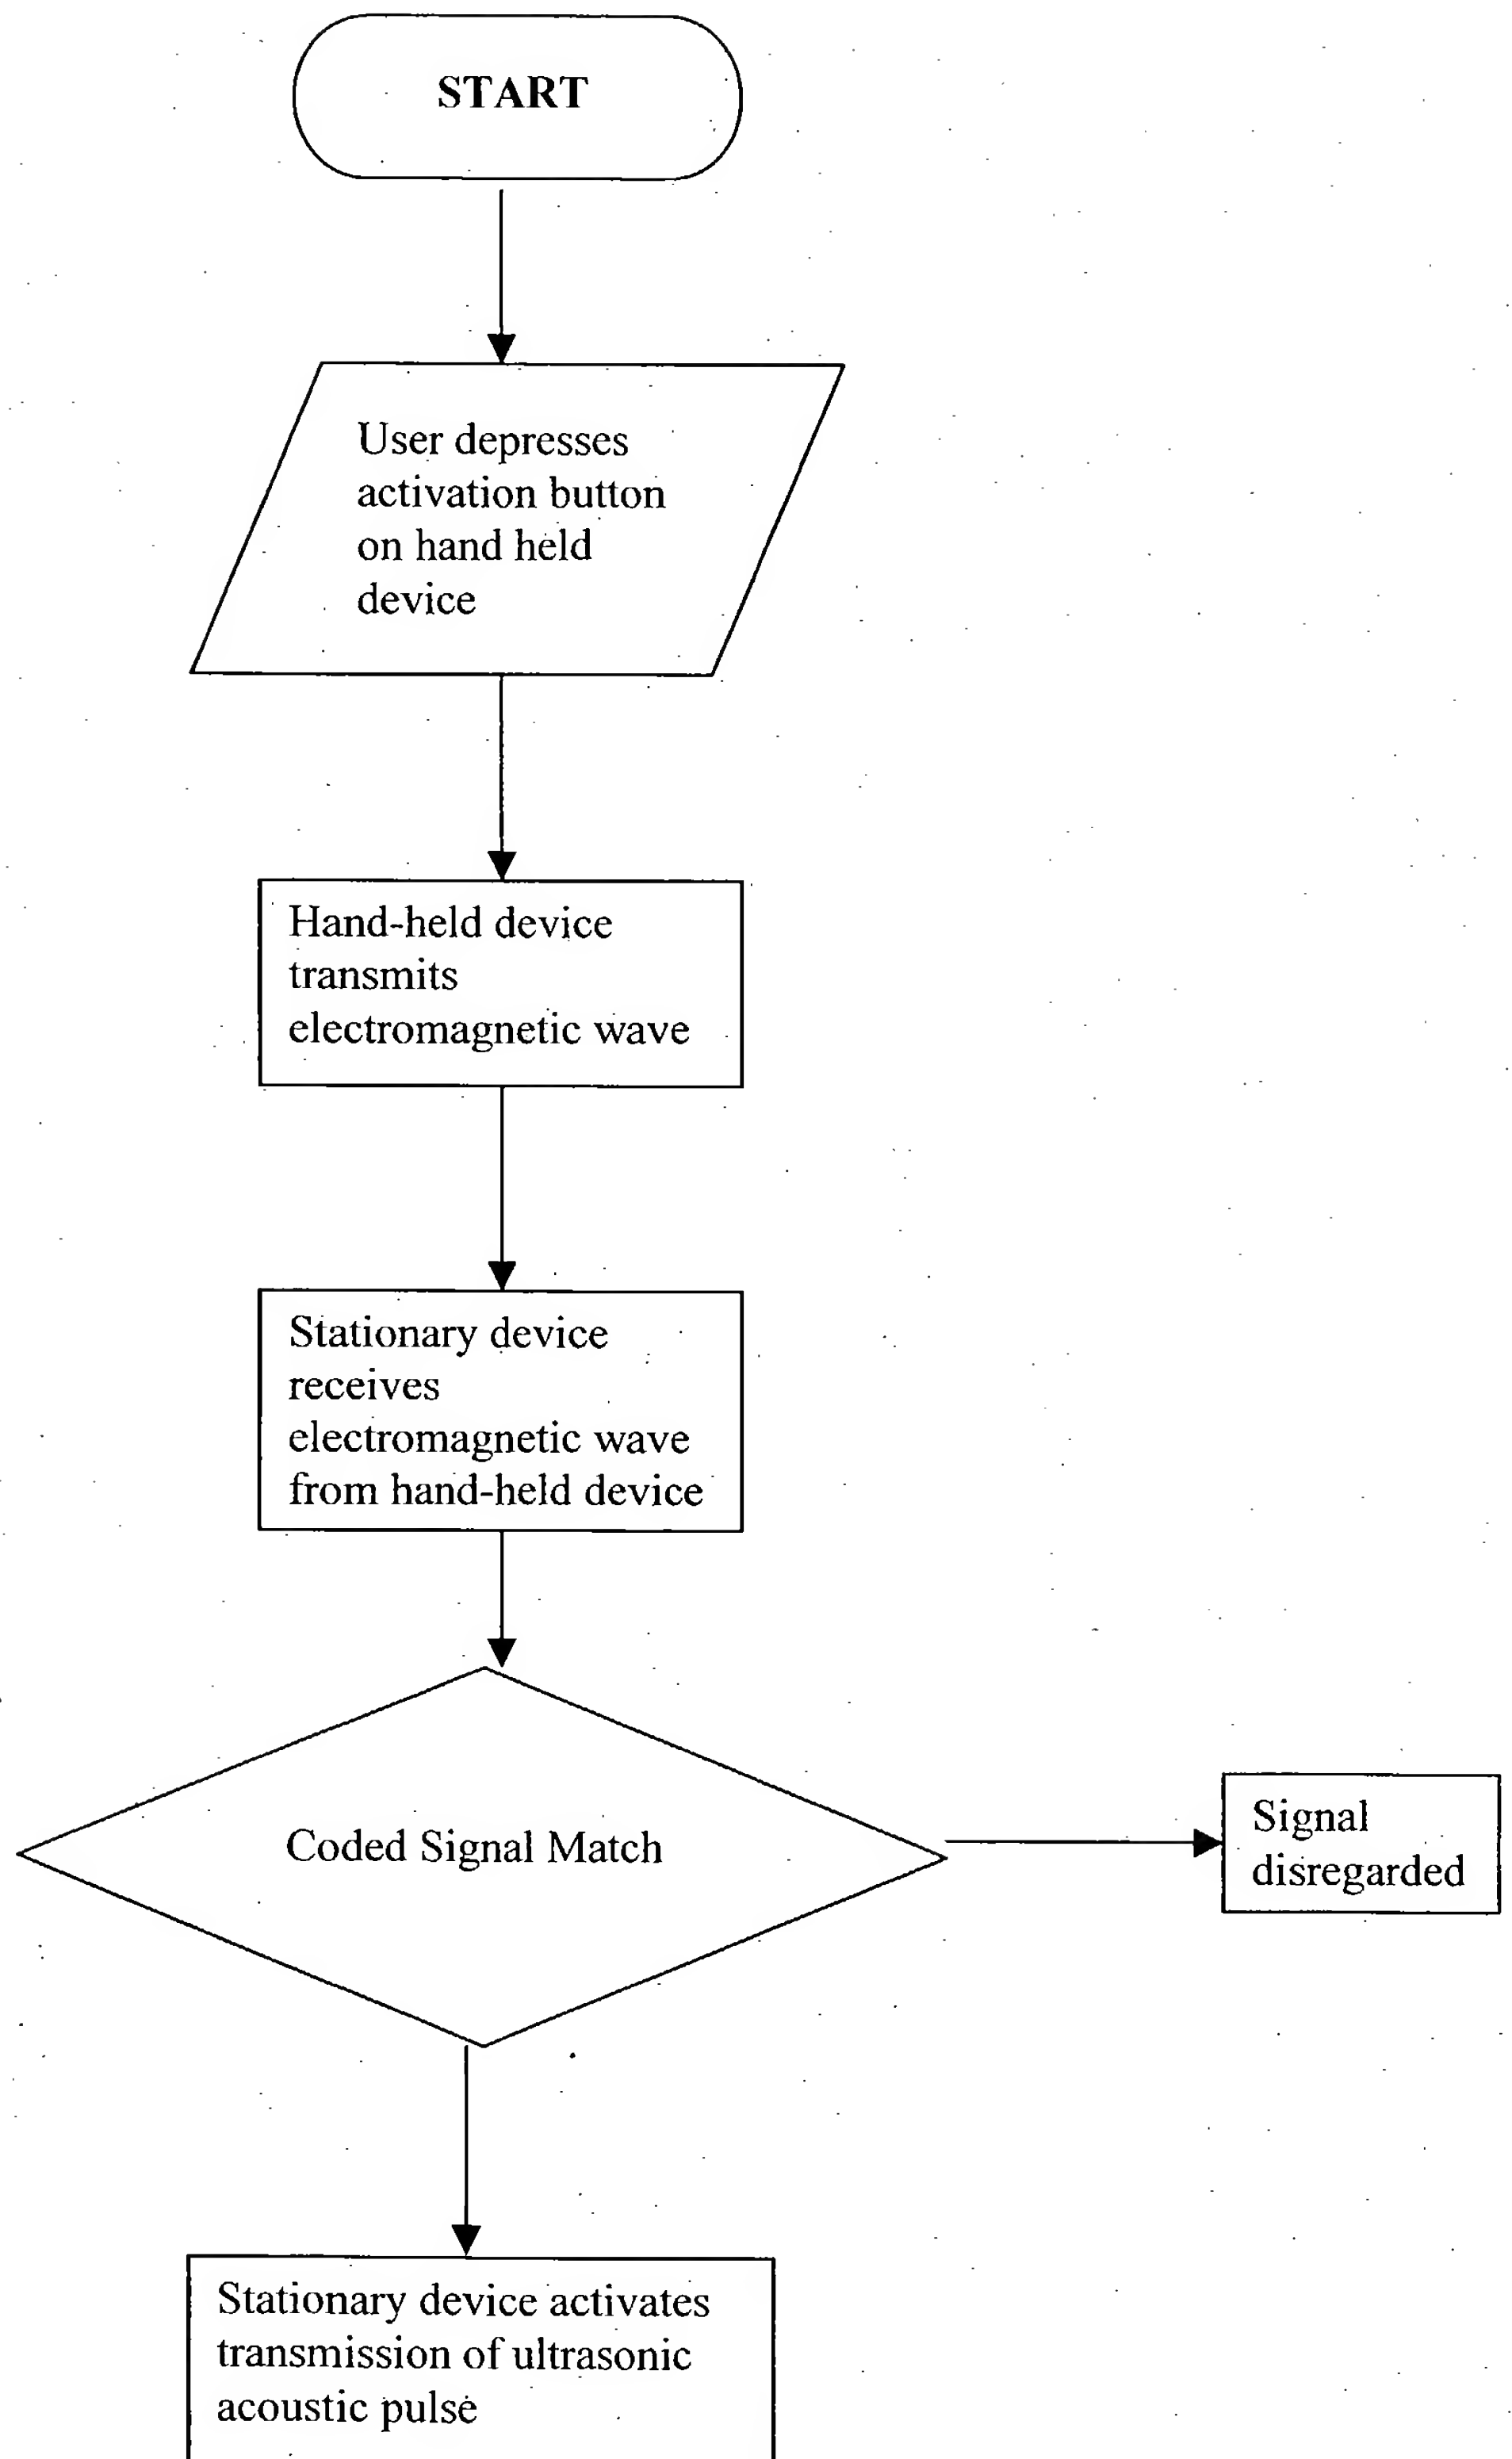 START
User depresses
activation button
on hand held
device
Hand-held device
transmits
electromagnetic wave
Stationary device
receives
electromagnetic wave
from hand-held device
Coded Signal Match
Signal
disregarded
Stationary device activates
transmission of ultrasonic
acoustic pulse